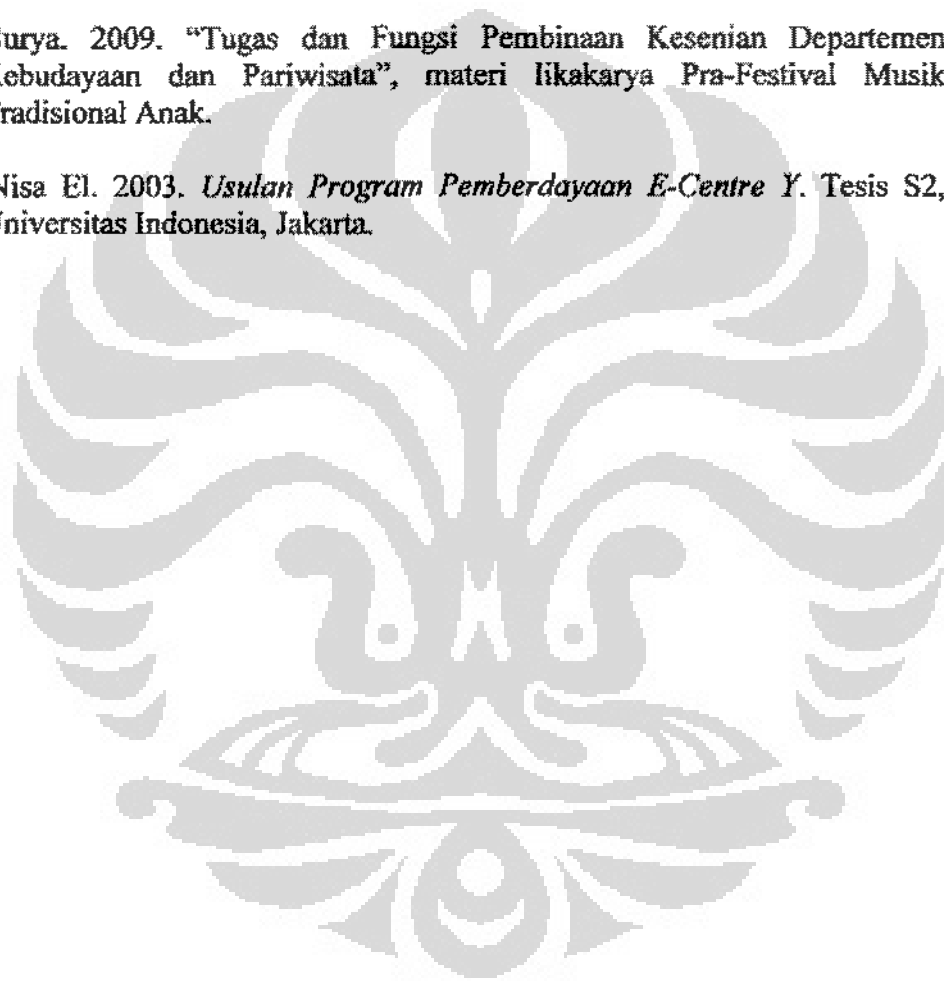 urya. 2009. “Tugas dan Fungsi Pembinaan Kesenian Departemen
ebudayaan dan Pariwisata”, materi likakarya Pra-Festival Musik
radisional Anak.
Nisa El. 2003. Usulan Program Pemberdayaan E-Centre Y. Tesis S2,
niversitas Indonesia, Jakarta.